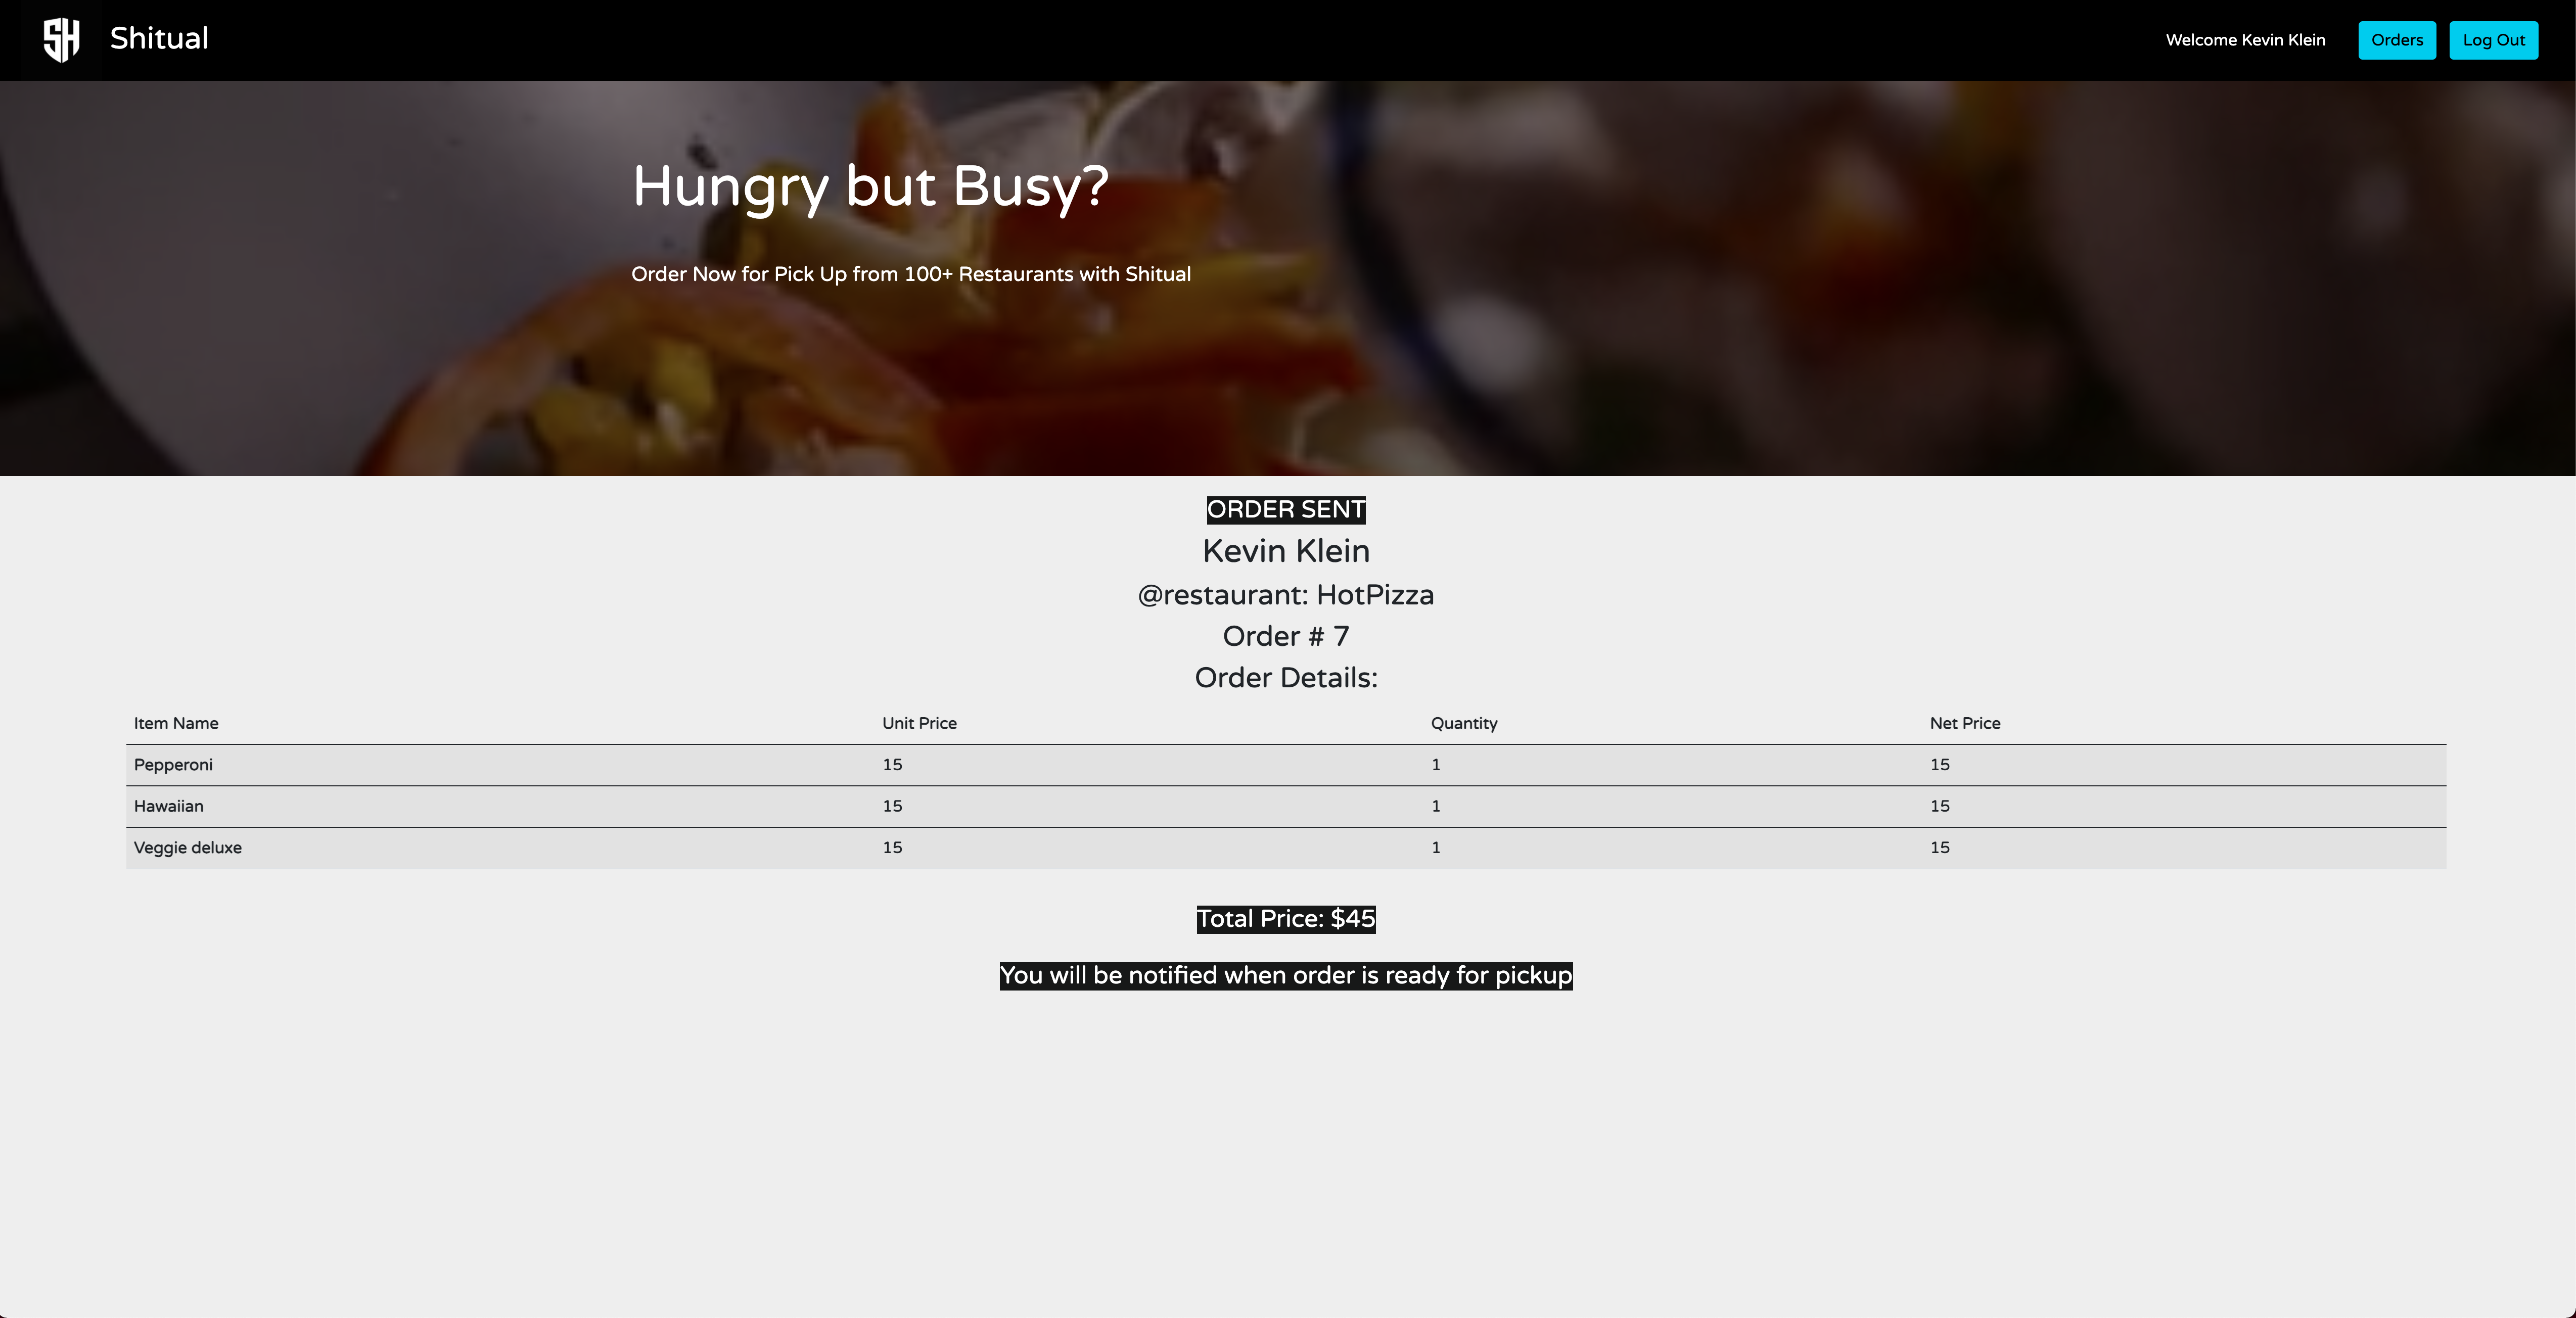 SH Shitual Welcome Kevin Klein Orders Log Out
Hungry but Busy?
Order Now for Pick Up from 100+ Restaurants with Shitual
ORDER SENT
Kevin Klein
@restaurant: HotPizza
Order # 7
Order Details:
Item Name Unit Price Quantity Net Price
Pepperoni 15 1 15
Hawaiian 15 1 15
Veggie deluxe 15 1 15
Total Price: $45
You will be notified when order is ready for pickup